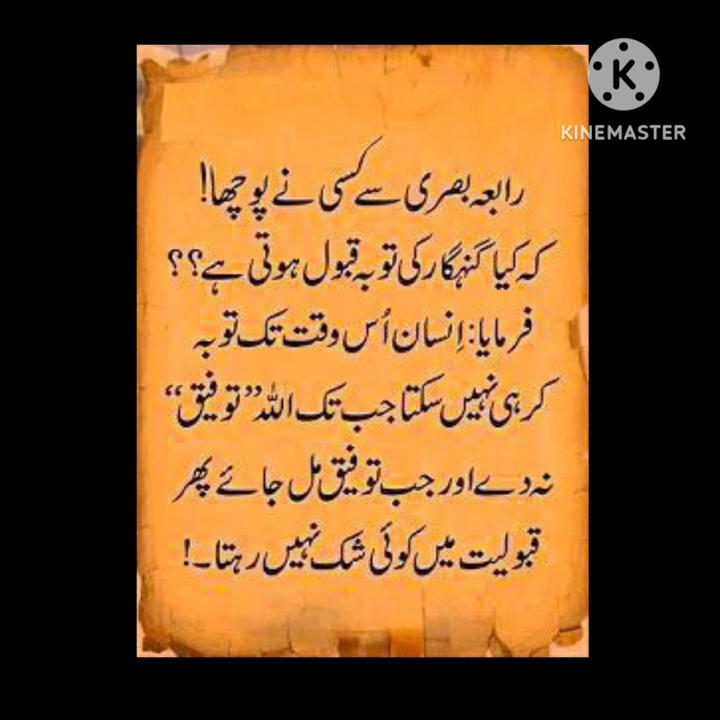 KINEMASTER
رابعہ بصری سے کسی نے پوچھا!
کہ کیا گنہگار کی توبہ قبول ہوتی ہے؟؟
فرمایا: اِنسان اُس وقت تک توبہ
کر ہی نہیں سکتا جب تک اللہ ”توفیق“
نہ دے اور جب توفیق مل جائے پھر
قبولیت میں کوئی شک نہیں رہتا۔!